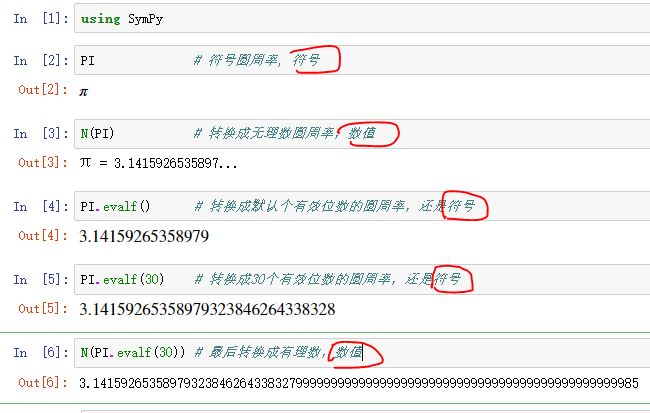 In [1]: using SymPy
In [2]: PI # 符号圆周率, 符号
Out[2]: π
In [3]: N(PI) # 转换成无理数圆周率, 数值
Out[3]: π = 3.1415926535897...
In [4]: PI.evalf() # 转换成默认个有效位数的圆周率, 还是符号
Out[4]: 3.14159265358979
In [5]: PI.evalf(30) # 转换成30个有效位数的圆周率, 还是符号
Out[5]: 3.14159265358979323846264338328
In [6]: N(PI.evalf(30)) # 最后转换成有理数, 数值